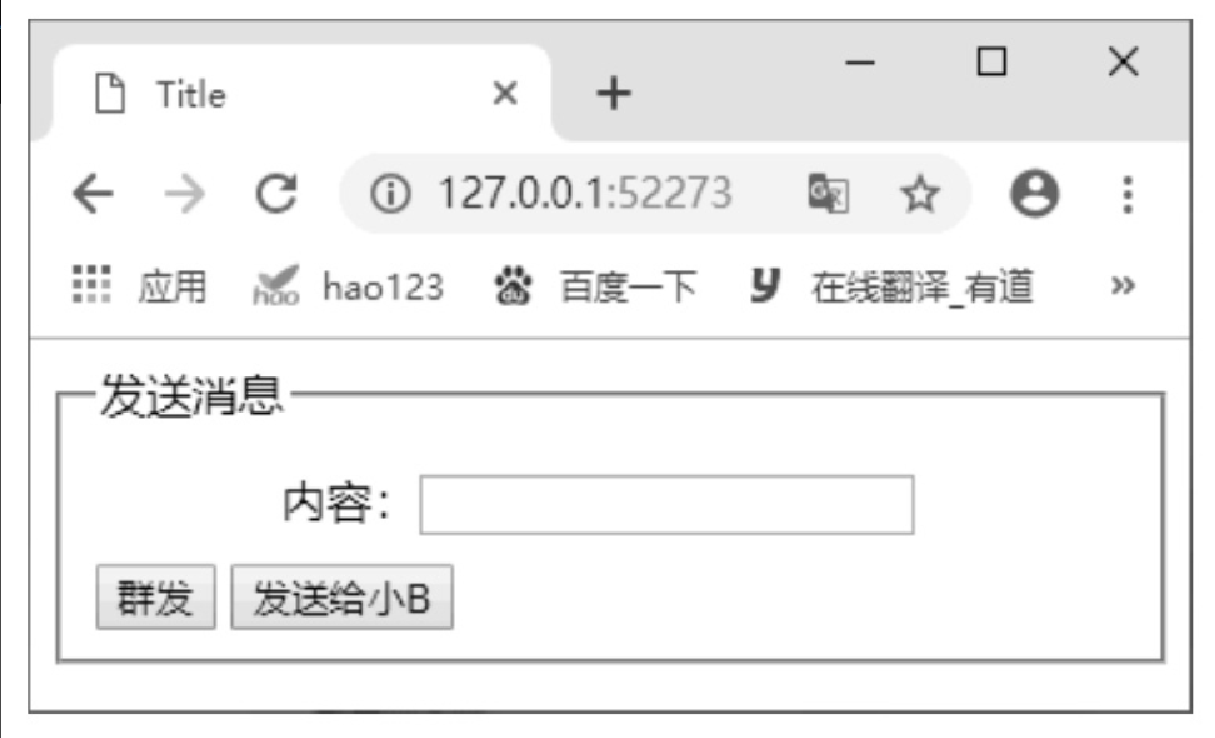 Title
127.0.0.1:52273
应用 hao123 百度一下 在线翻译_有道 »
发送消息
内容：
群发 发送给小B